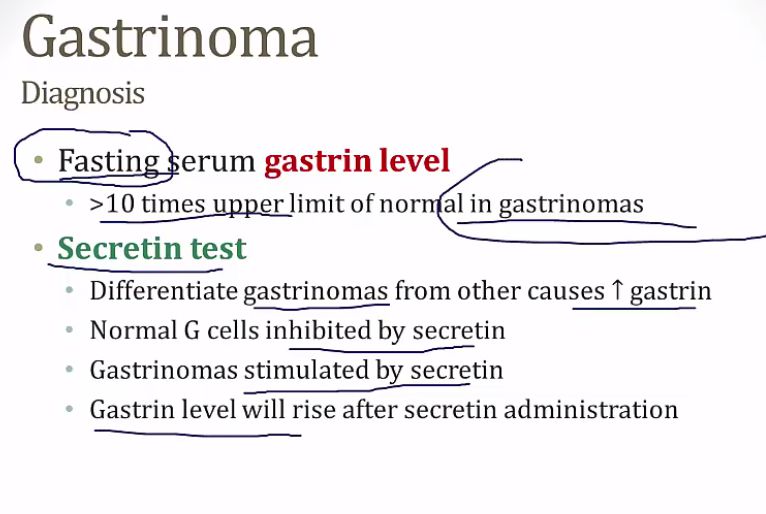 Gastrinoma
Diagnosis
• Fasting serum gastrin level
• >10 times upper limit of normal in gastrinomas
• Secretin test
• Differentiate gastrinomas from other causes ↑ gastrin
• Normal G cells inhibited by secretin
• Gastrinomas stimulated by secretin
• Gastrin level will rise after secretin administration